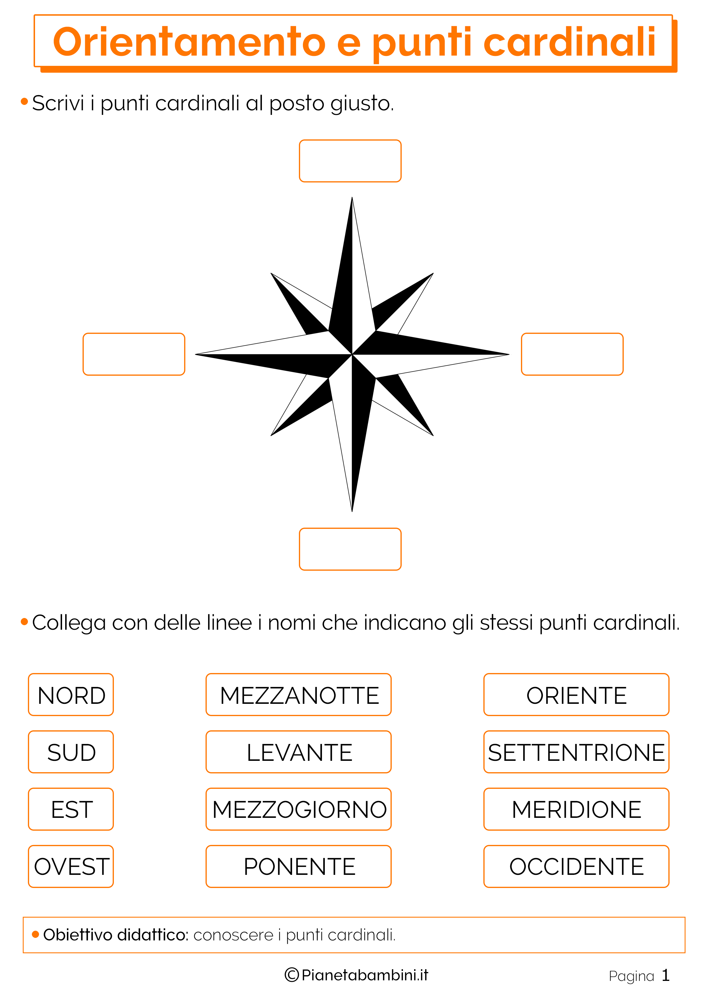 Orientamento e punti cardinali
• Scrivi i punti cardinali al posto giusto.
• Collega con delle linee i nomi che indicano gli stessi punti cardinali.
NORD MEZZANOTTE ORIENTE
SUD LEVANTE SETTENTRIONE
EST MEZZOGIORNO MERIDIONE
OVEST PONENTE OCCIDENTE
• Obiettivo didattico: conoscere i punti cardinali.
© Pianetabambini.it Pagina 1